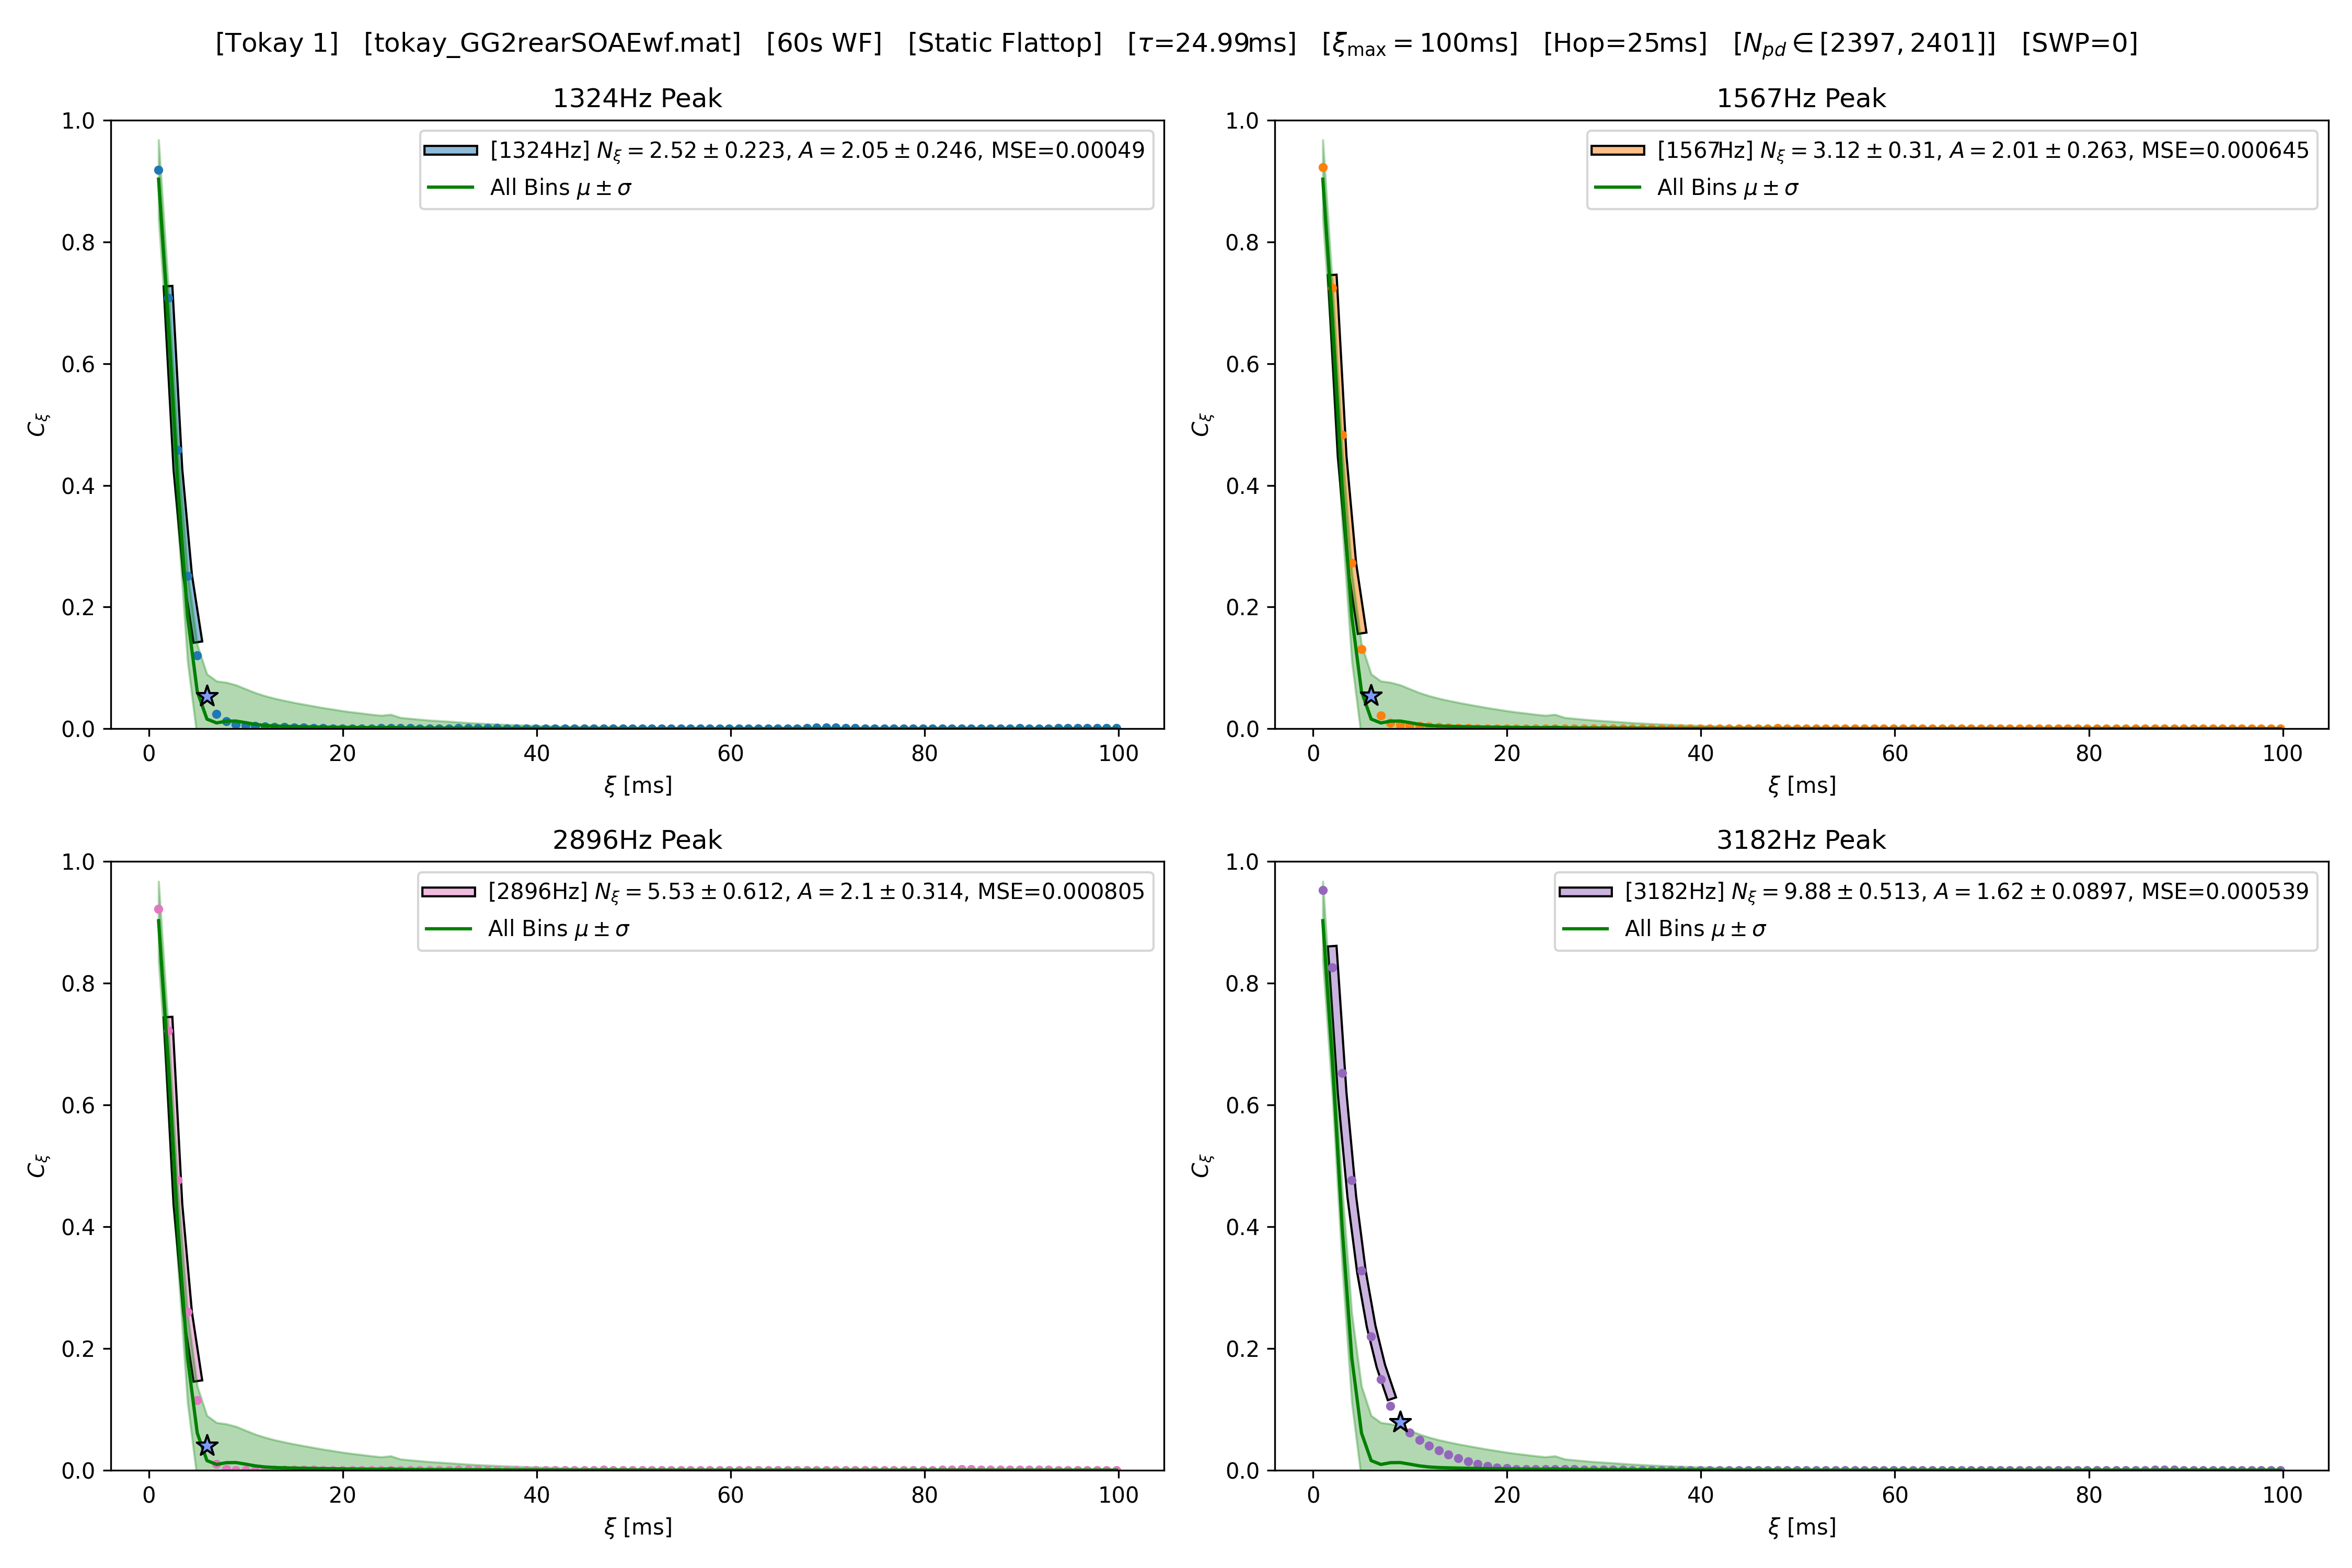 [Tokay 1] [tokay_GG2rearSOAEwf.mat] [60s WF] [Static Flattop] [τ=24.99ms] [ξmax = 100ms] [Hop=25ms] [Npd ∈ [2397, 2401]] [SWP=0]
1324Hz Peak
[1324Hz] Nξ = 2.52 ± 0.223, A = 2.05 ± 0.246, MSE=0.00049
All Bins μ ± σ
1.0
0.8
0.6
0.4
0.2
0.0
Cξ
0 20 40 60 80 100
ξ [ms]
1567Hz Peak
[1567Hz] Nξ = 3.12 ± 0.31, A = 2.01 ± 0.263, MSE=0.000645
All Bins μ ± σ
1.0
0.8
0.6
0.4
0.2
0.0
Cξ
0 20 40 60 80 100
ξ [ms]
2896Hz Peak
[2896Hz] Nξ = 5.53 ± 0.612, A = 2.1 ± 0.314, MSE=0.000805
All Bins μ ± σ
1.0
0.8
0.6
0.4
0.2
0.0
Cξ
0 20 40 60 80 100
ξ [ms]
3182Hz Peak
[3182Hz] Nξ = 9.88 ± 0.513, A = 1.62 ± 0.0897, MSE=0.000539
All Bins μ ± σ
1.0
0.8
0.6
0.4
0.2
0.0
Cξ
0 20 40 60 80 100
ξ [ms]